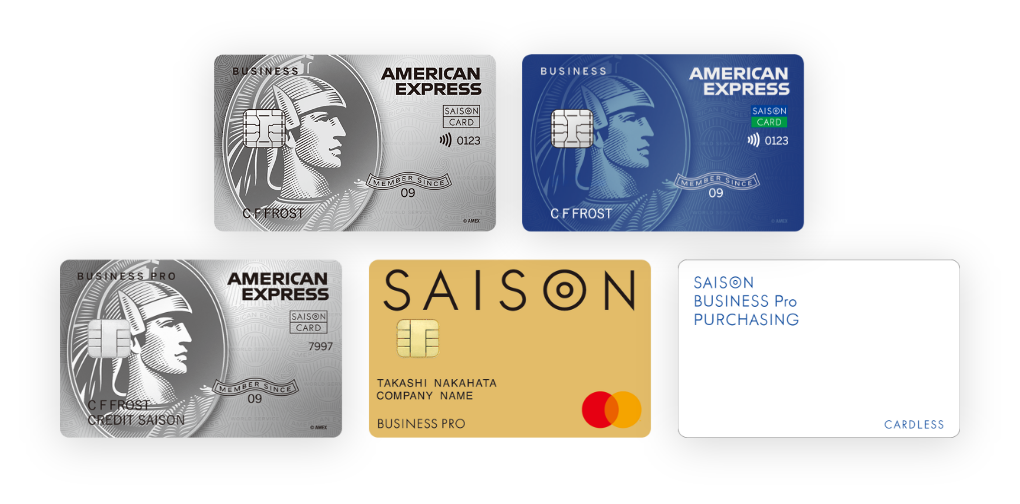 BUSINESS
AMERICAN
EXPRESS
SAISON
CARD
0123
MEMBER SINCE
09
C F FROST
© AMEX
BUSINESS
AMERICAN
EXPRESS
SAISON
CARD
0123
MEMBER SINCE
09
C F FROST
© AMEX
BUSINESS PRO
AMERICAN
EXPRESS
SAISON
CARD
7997
MEMBER SINCE
09
C F FROST
CREDIT SAISON
© AMEX
SAISON
TAKASHI NAKAHATA
COMPANY NAME
BUSINESS PRO
SAISON
BUSINESS Pro
PURCHASING
CARDLESS